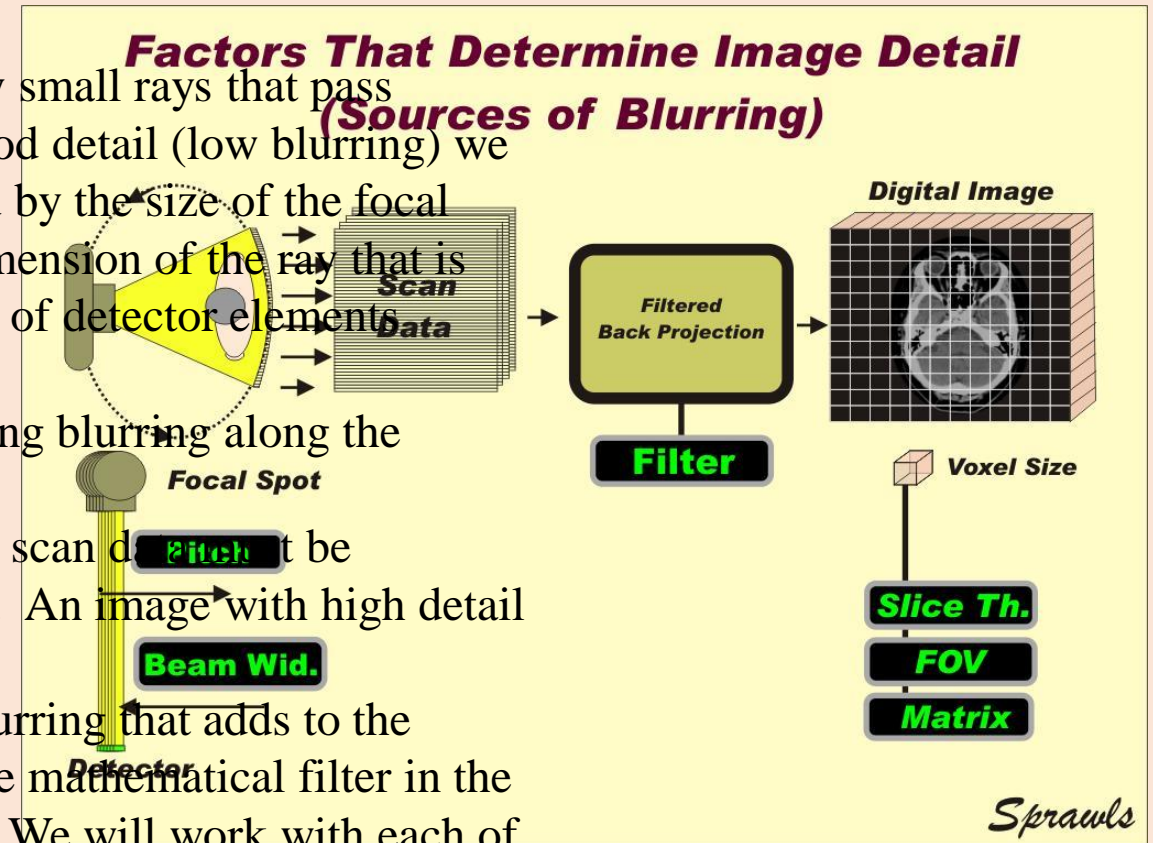 Factors That Determine Image Detail
(Sources of Blurring)
small rays that pass
od detail (low blurring) we
by the size of the focal
mension of the ray that is
of detector elements
ng blurring along the
scan data t be
An image with high detail
urring that adds to the
e mathematical filter in the
We will work with each of
Scan
Data
Filtered
Back Projection
Digital Image
Filter
Focal Spot
Voxel Size
Pitch
Beam Wid.
Detector
Slice Th.
FOV
Matrix
Sprawls